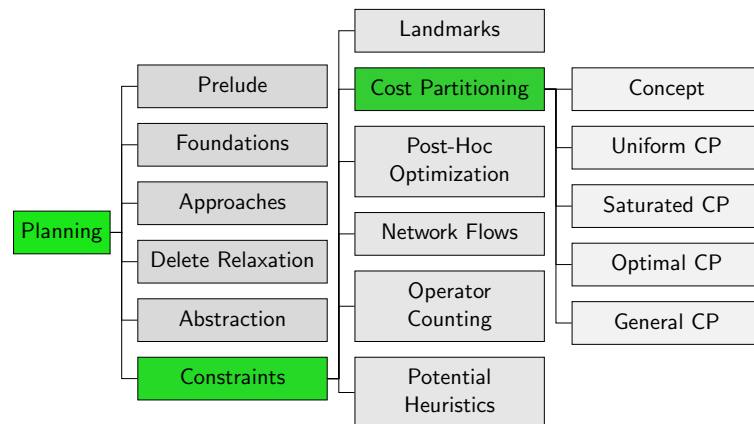 Planning
Prelude
Foundations
Approaches
Delete Relaxation
Abstraction
Constraints
Landmarks
Cost Partitioning
Post-Hoc
Optimization
Network Flows
Operator
Counting
Potential
Heuristics
Concept
Uniform CP
Saturated CP
Optimal CP
General CP